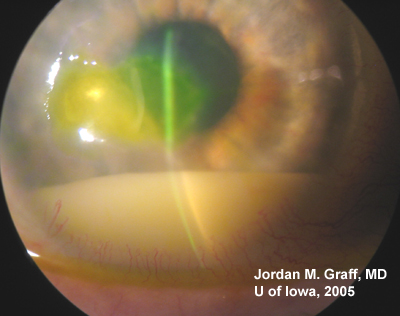 Jordan M. Graff, MD
U of Iowa, 2005